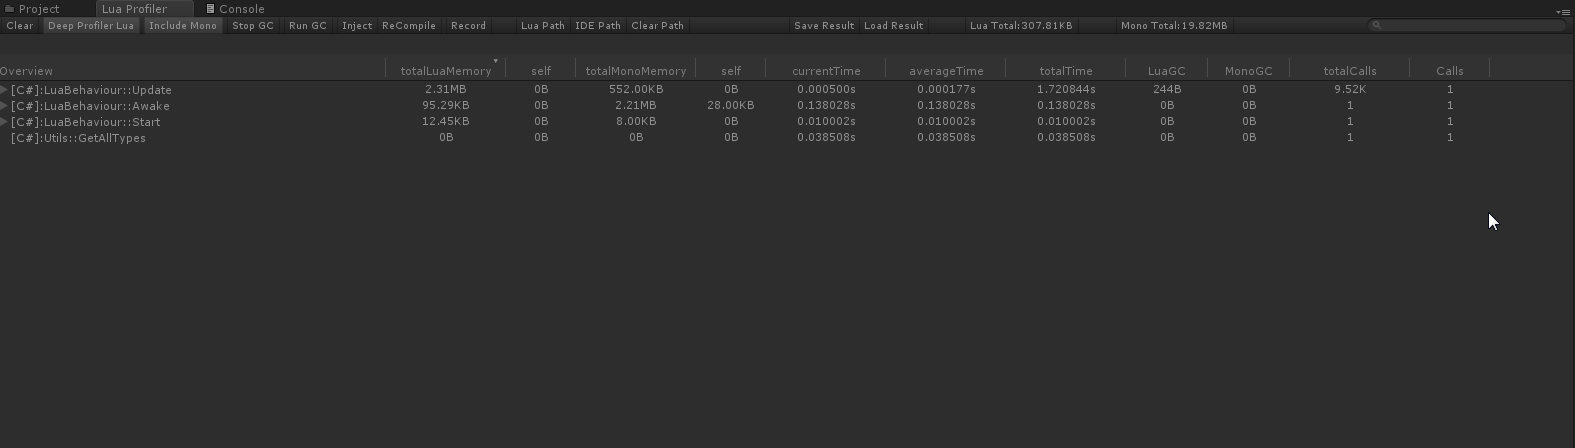 Project Lua Profiler Console
Clear Deep Profiler Lua Include Mono Stop GC Run GC Inject ReCompile Record Lua Path IDE Path Clear Path Save Result Load Result Lua Total:307.81KB Mono Total:19.82MB
Overview totalLuaMemory self totalMonoMemory self currentTime averageTime totalTime LuaGC MonoGC totalCalls Calls
[C#]:LuaBehaviour::Update 2.31MB 0B 552.00KB 0B 0.000500s 0.000177s 1.720844s 244B 0B 9.52K 1
[C#]:LuaBehaviour::Awake 95.29KB 0B 2.21MB 28.00KB 0.138028s 0.138028s 0.138028s 0B 0B 1 1
[C#]:LuaBehaviour::Start 12.45KB 0B 8.00KB 0B 0.010002s 0.010002s 0.010002s 0B 0B 1 1
[C#]:Utils::GetAllTypes 0B 0B 0B 0B 0.038508s 0.038508s 0.038508s 0B 0B 1 1